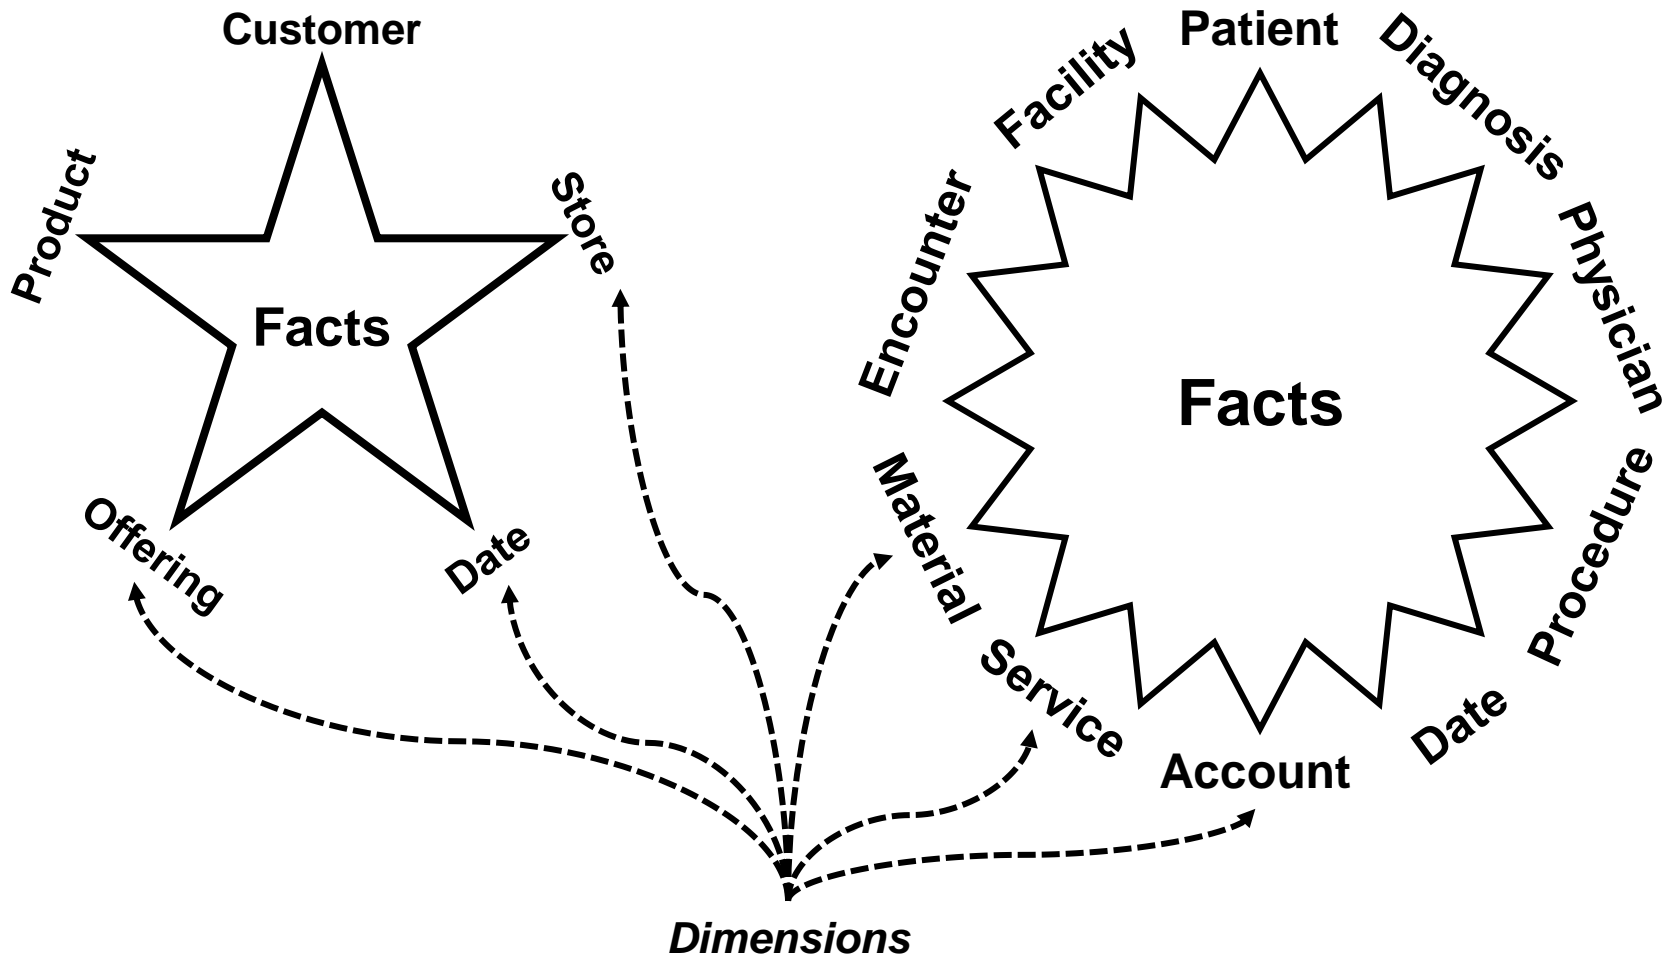 Customer
Product
Store
Facts
Offering
Date
Patient
Facility
Diagnosis
Encounter
Physician
Facts
Material
Procedure
Service
Date
Account
Dimensions